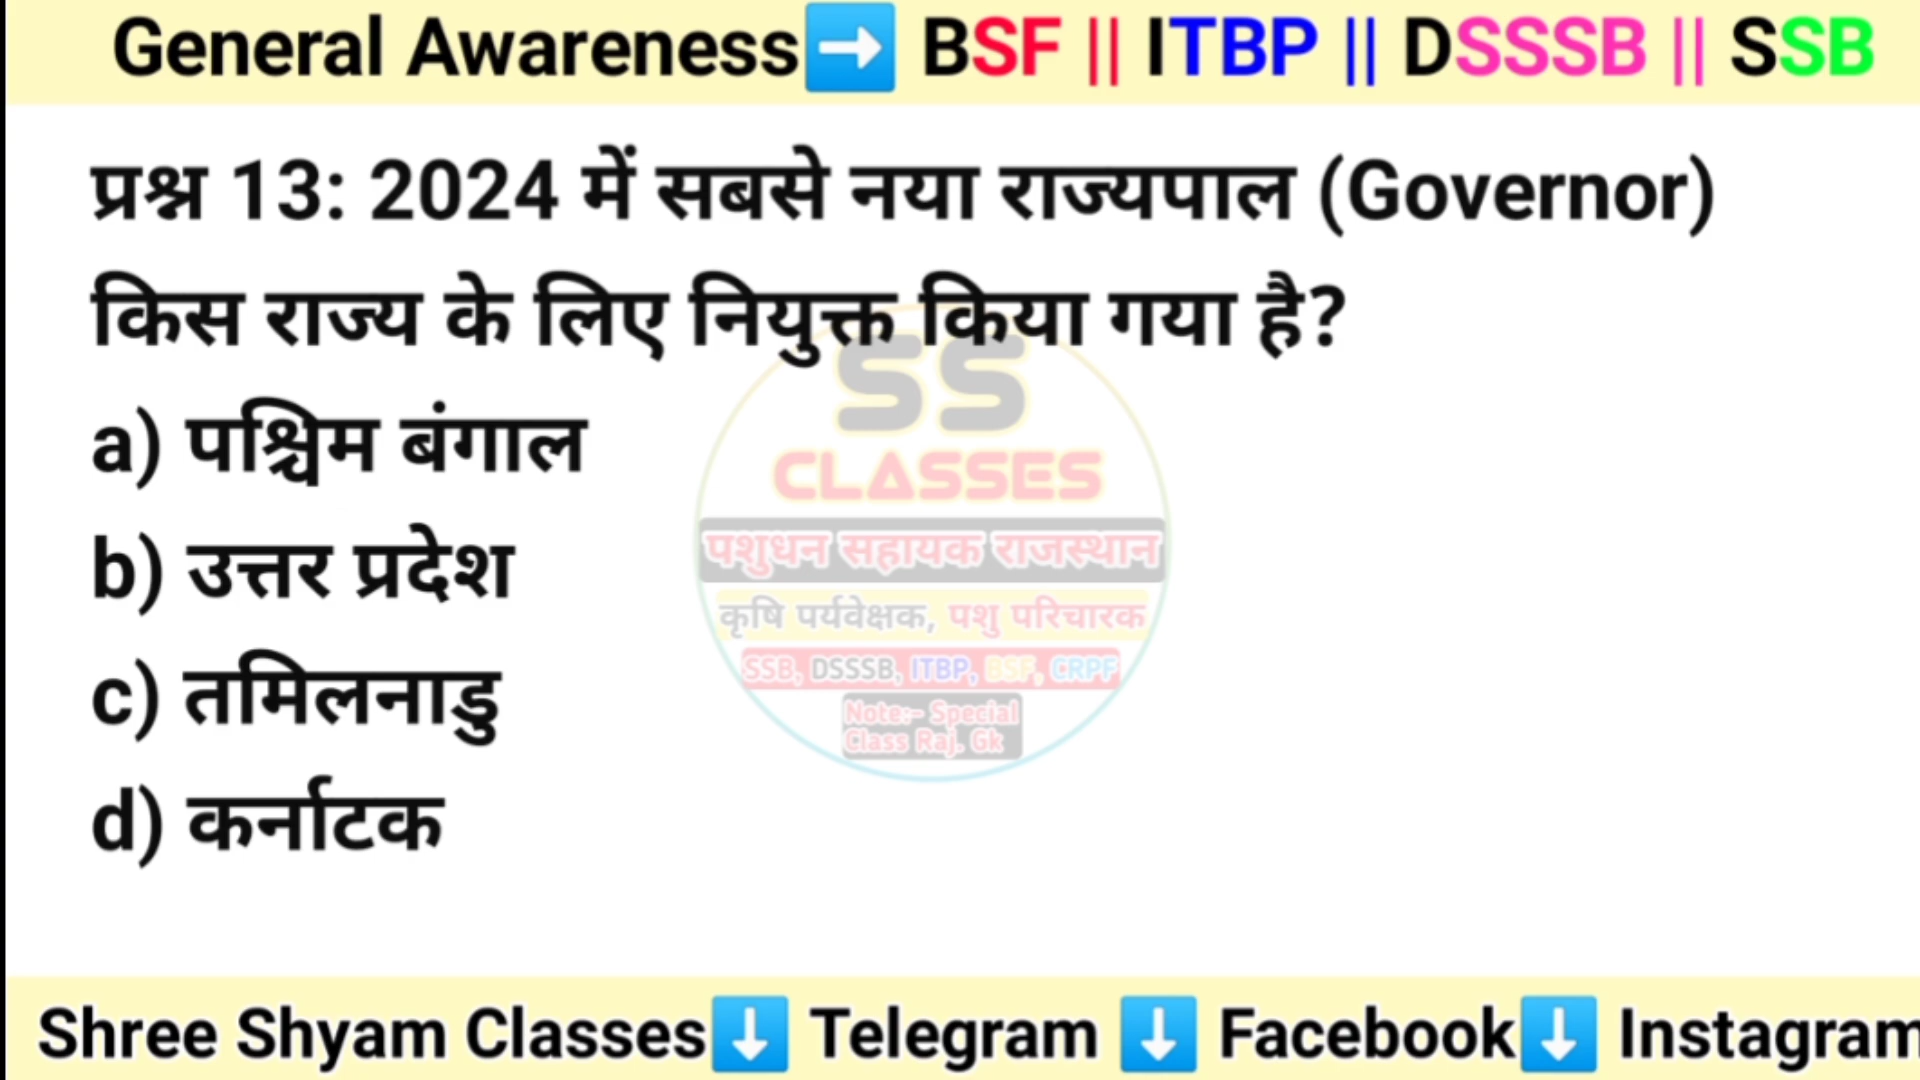 General Awareness➡️ BSF || ITBP || DSSSB || SSB
प्रश्न 13: 2024 में सबसे नया राज्यपाल (Governor)
किस राज्य के लिए नियुक्त किया गया है?
a) पश्चिम बंगाल
b) उत्तर प्रदेश
c) तमिलनाडु
d) कर्नाटक
SS
CLASSES
पशुधन सहायक राजस्थान
कृषि पर्यवेक्षक, पशु परिचारक
SSB, DSSSB, ITBP, BSF, CRPF
Note:- Special
Class Raj. Gk
Shree Shyam Classes⬇️ Telegram ⬇️ Facebook⬇️ Instagram